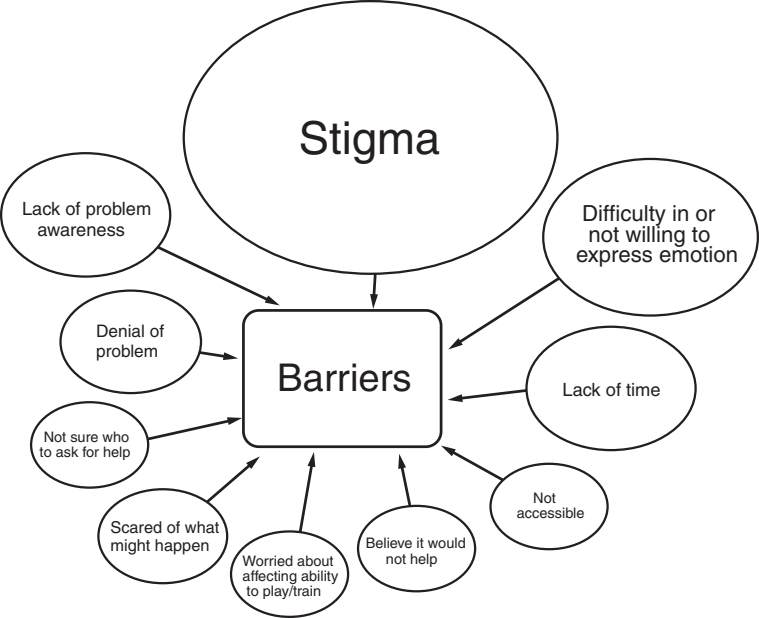 Stigma
Lack of problem
awareness
Difficulty in or
not willing to
express emotion
Denial of
problem
Barriers
Lack of time
Not sure who
to ask for help
Scared of what
might happen
Worried about
affecting ability
to play/train
Believe it would
not help
Not
accessible